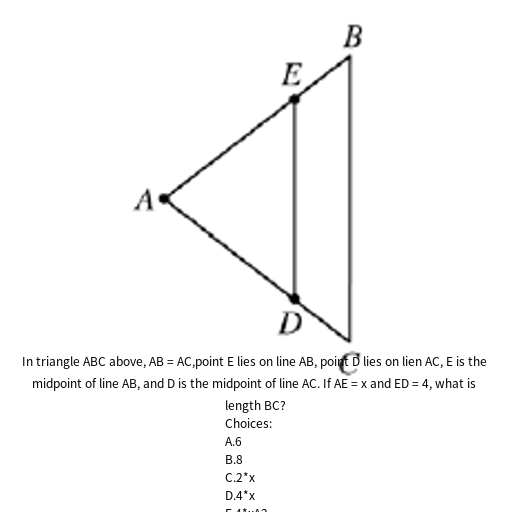 B
E
A
D
C
In triangle ABC above, AB = AC,point E lies on line AB, point D lies on lien AC, E is the
midpoint of line AB, and D is the midpoint of line AC. If AE = x and ED = 4, what is
length BC?
Choices:
A.6
B.8
C.2*x
D.4*x